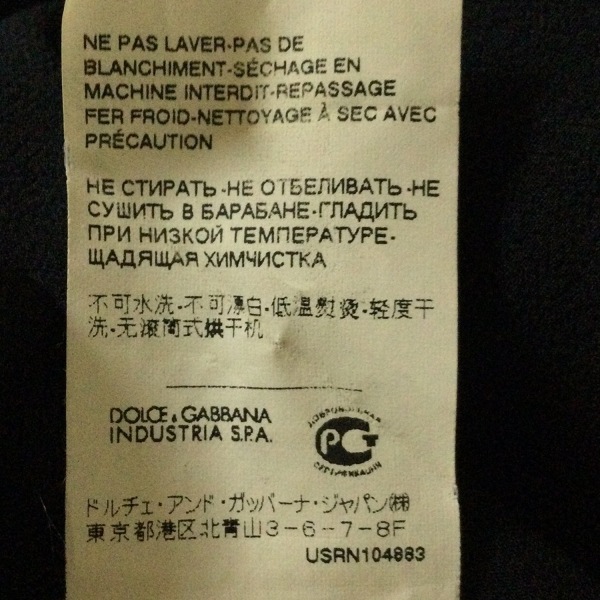 NE PAS LAVER-PAS DE
BLANCHIMENT-SÉCHAGE EN
MACHINE INTERDIT-REPASSAGE
FER FROID-NETTOYAGE À SEC AVEC
PRÉCAUTION
НЕ СТИРАТЬ-НЕ ОТБЕЛИВАТЬ-НЕ
СУШИТЬ В БАРАБАНЕ-ГЛАДИТЬ
ПРИ НИЗКОЙ ТЕМПЕРАТУРЕ-
ЩАДЯЩАЯ ХИМЧИСТКА
不可水洗·不可漂白·低温熨烫·轻度干
洗·无滚筒式烘干机
DOLCE & GABBANA
INDUSTRIA S.P.A.
РСТ
ドルチェ・アンド・ガッバーナ・ジャパン㈱
東京都港区北青山3-6-7-8F
USRN104883